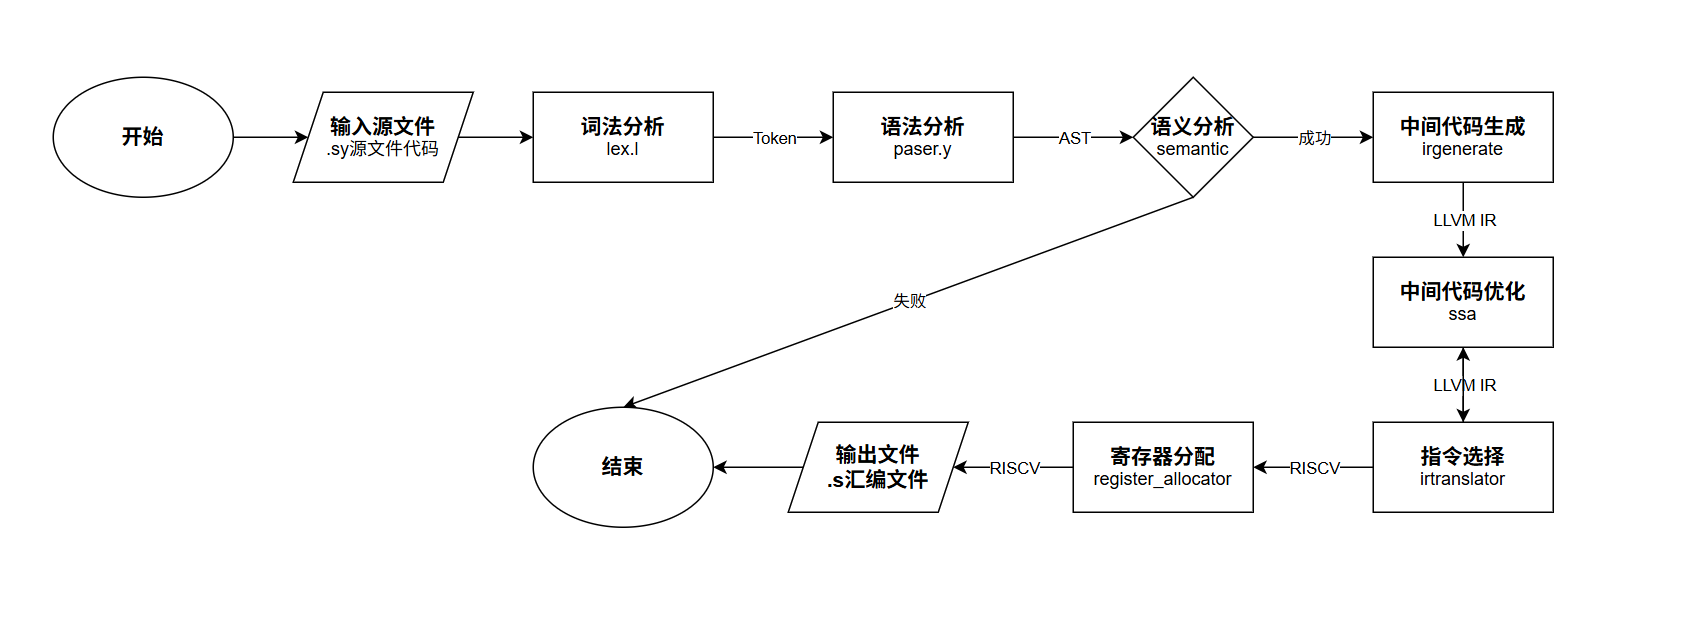 开始
输入源文件
.sy源文件代码
词法分析
lex.l
Token
语法分析
paser.y
AST
语义分析
semantic
成功
中间代码生成
irgenerate
LLVM IR
中间代码优化
ssa
失败
LLVM IR
结束
输出文件
.s汇编文件
RISCV
寄存器分配
register_allocator
RISCV
指令选择
irtranslator